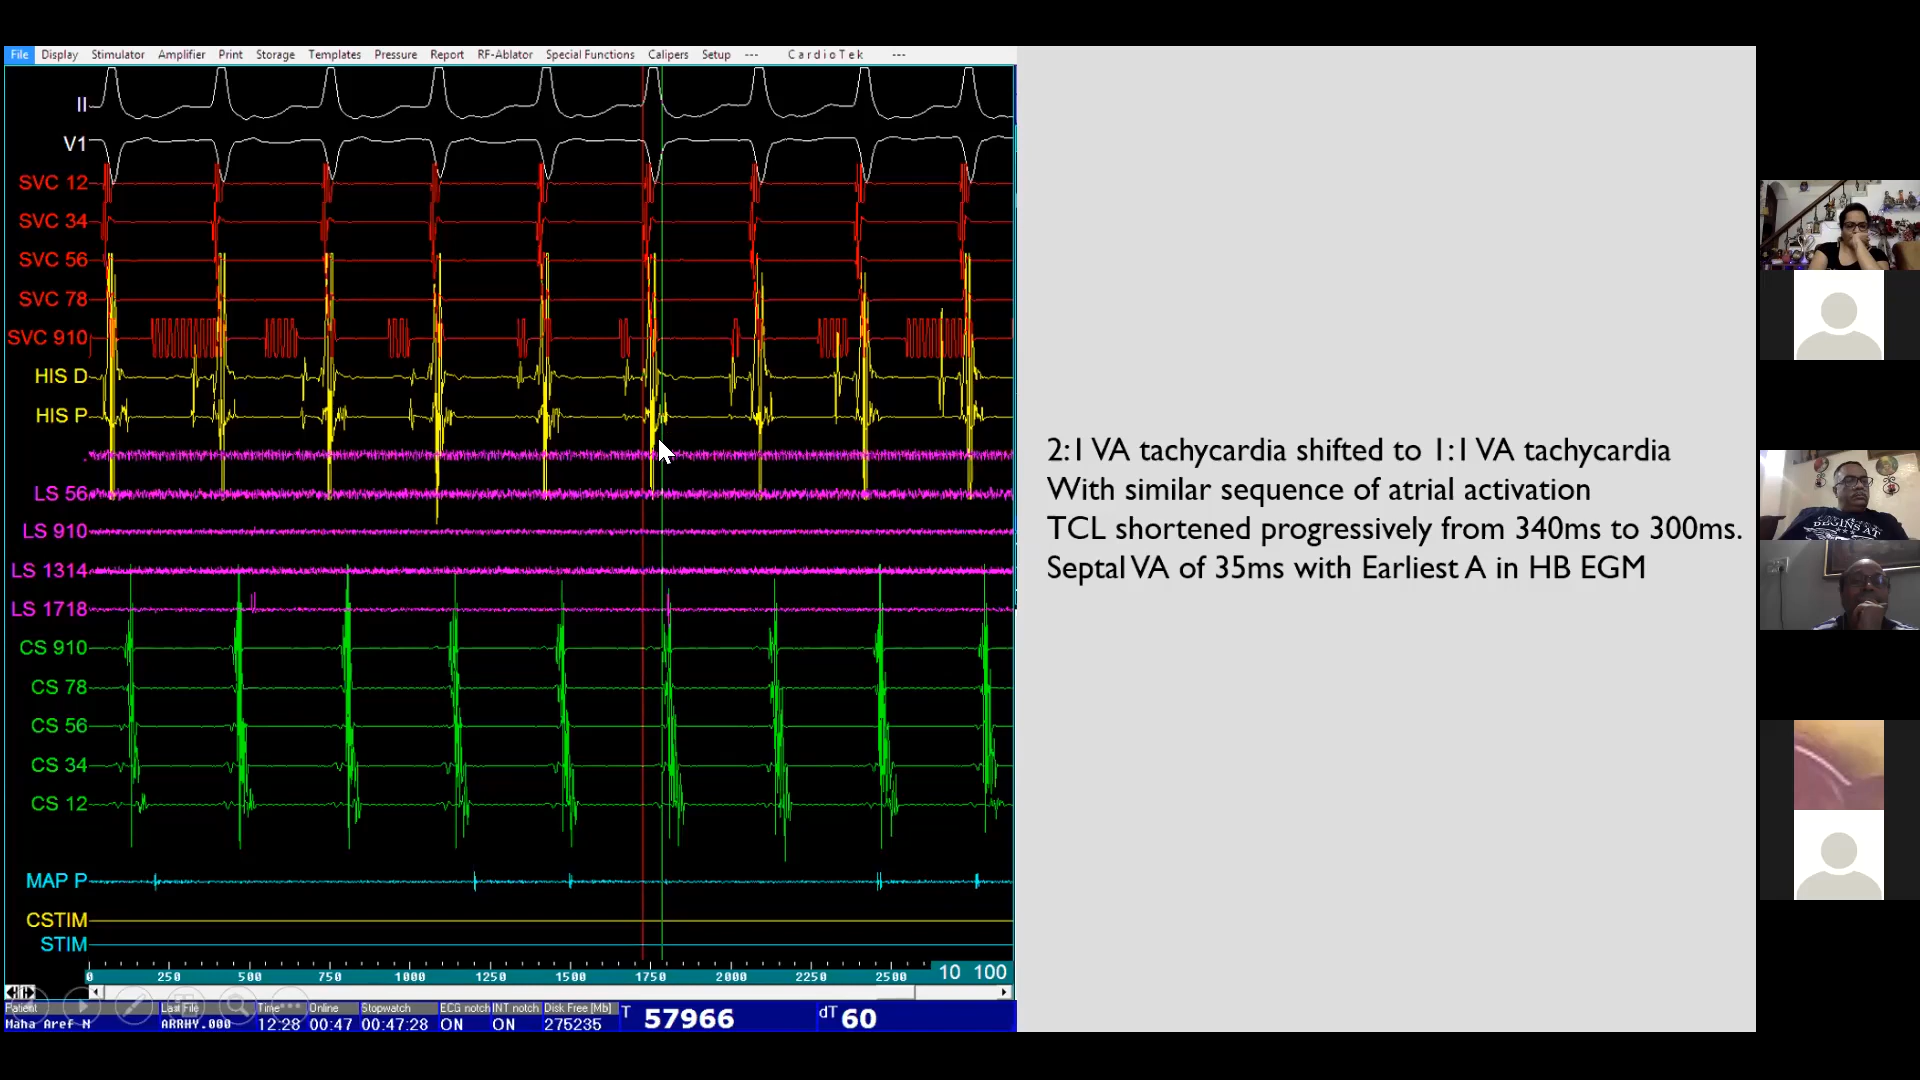 File Display Stimulator Amplifier Print Storage Templates Pressure Report RF-Ablator Special Functions Calipers Setup --- CardioTek ---
II
V1
SVC 12
SVC 34
SVC 56
SVC 78
SVC 910
HIS D
HIS P
LS 56
LS 910
LS 1314
LS 1718
CS 910
CS 78
CS 56
CS 34
CS 12
MAP P
CSTIM
STIM
0 250 500 750 1000 1250 1500 1750 2000 2250 2500 10 100
Patient Last File Time Online Stopwatch ECG notch INT notch Disk Free [Mb] T 57966 dT 60
Maha Aref N ARRHY.000 12:28 00:47 00:47:28 ON ON 275235
2:1 VA tachycardia shifted to 1:1 VA tachycardia
With similar sequence of atrial activation
TCL shortened progressively from 340ms to 300ms.
Septal VA of 35ms with Earliest A in HB EGM
BEGINS AT